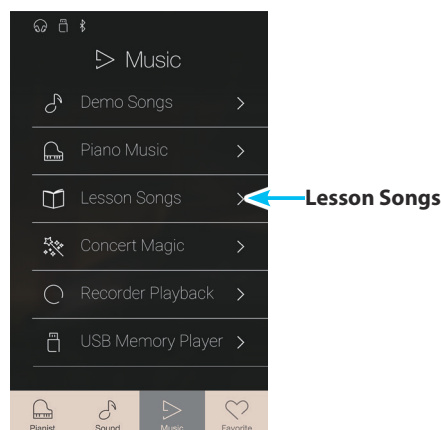 Music
Demo Songs
Piano Music
Lesson Songs
Lesson Songs
Concert Magic
Recorder Playback
USB Memory Player
Pianist Sound Music Favorite